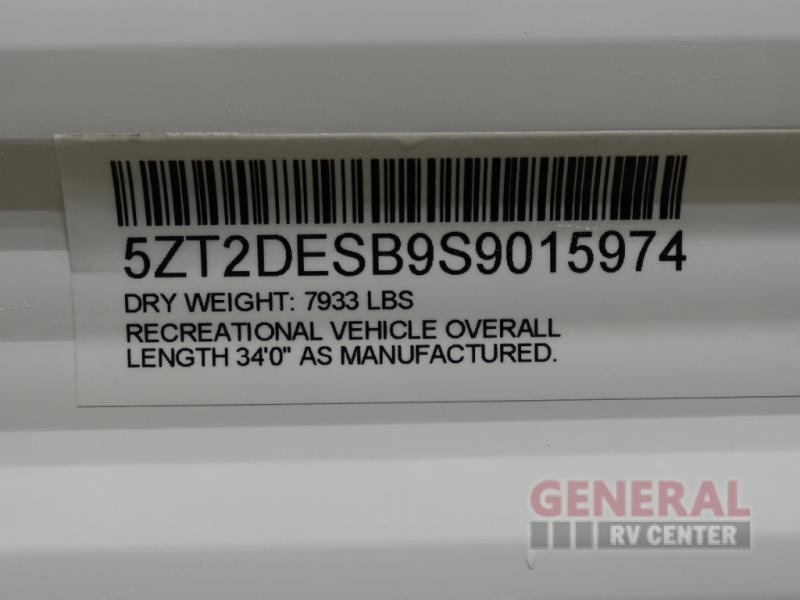 5ZT2DESB9S9015974
DRY WEIGHT: 7933 LBS
RECREATIONAL VEHICLE OVERALL
LENGTH 34'0" AS MANUFACTURED.
GENERAL
RV CENTER